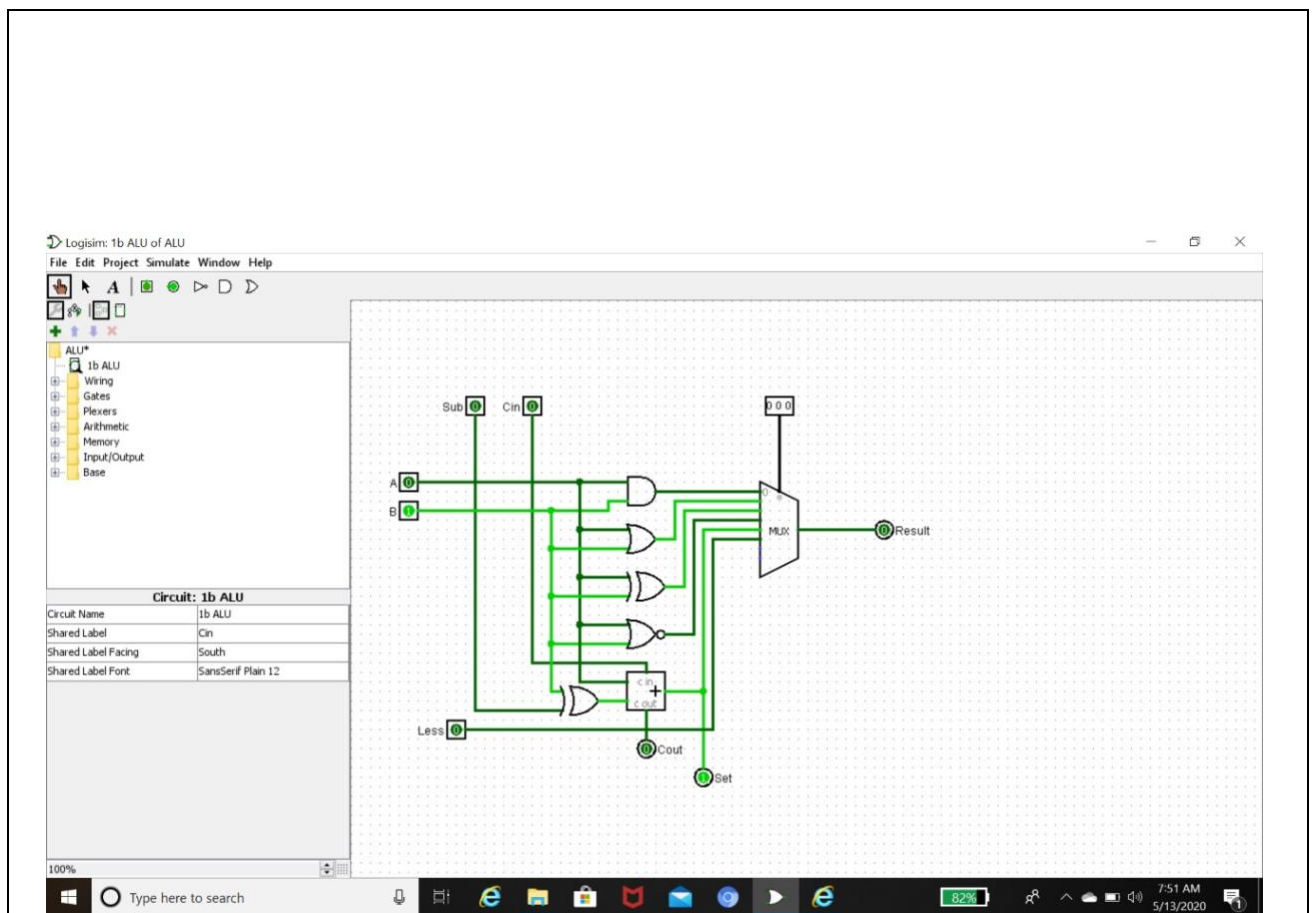 Logisim: 1b ALU of ALU
File Edit Project Simulate Window Help
A
ALU*
1b ALU
Wiring
Gates
Plexers
Arithmetic
Memory
Input/Output
Base
Circuit: 1b ALU
Circuit Name 1b ALU
Shared Label Cin
Shared Label Facing South
Shared Label Font SansSerif Plain 12
100%
Sub 0 Cin 0 0 0 0
A 0
B 1
0
MUX
0 Result
c in
+
c out
Less 0
0 Cout
1 Set
Type here to search
82%
7:51 AM
5/13/2020
1